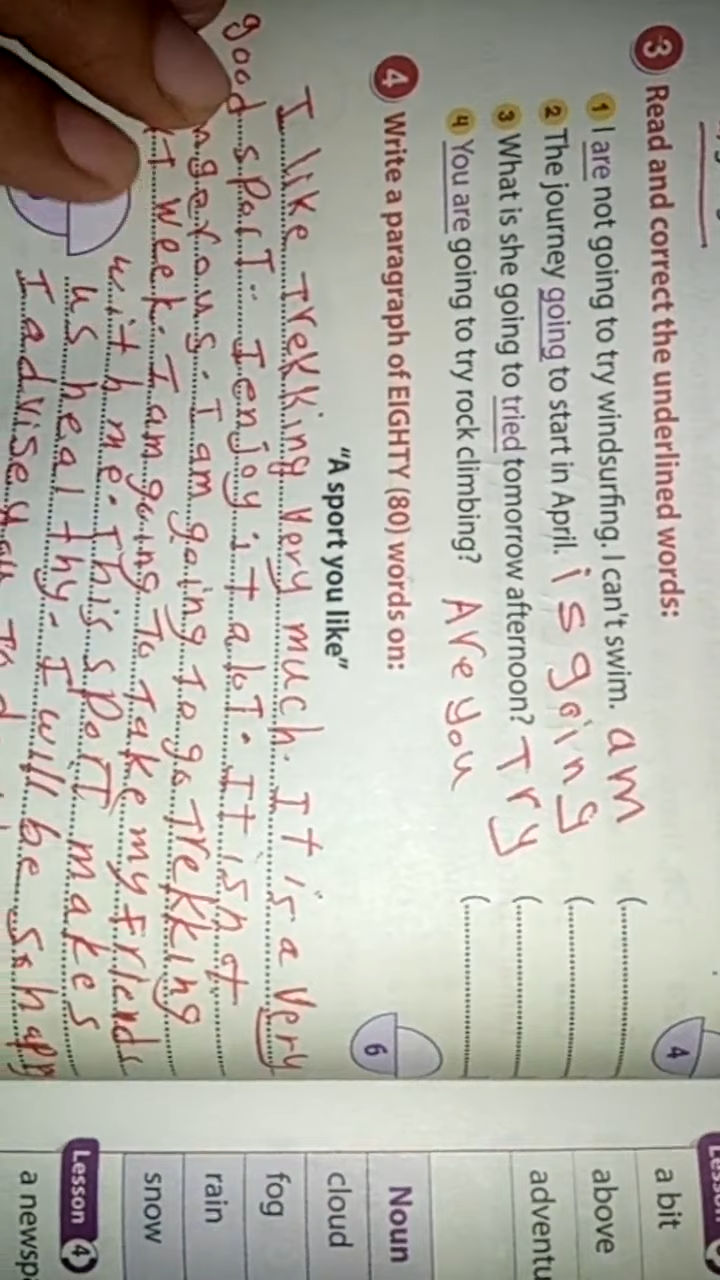 3 Read and correct the underlined words:
4
1 I are not going to try windsurfing. I can't swim. am (
2 The journey going to start in April. is going (
3 What is she going to tried tomorrow afternoon? Try (
4 You are going to try rock climbing? Are you (
4 Write a paragraph of EIGHTY (80) words on:
6
"A sport you like"
I like Trekking very much. It is a very
good sport. I enjoy it a lot. It is not
ngerous. I am going to go Trekking
xt week. I am going To Take my friends
with me. This sport makes
us healthy. I will be so happ
I advise you To d
a bit
above
adventu
Noun
cloud
fog
rain
snow
Lesson 4
a newsp